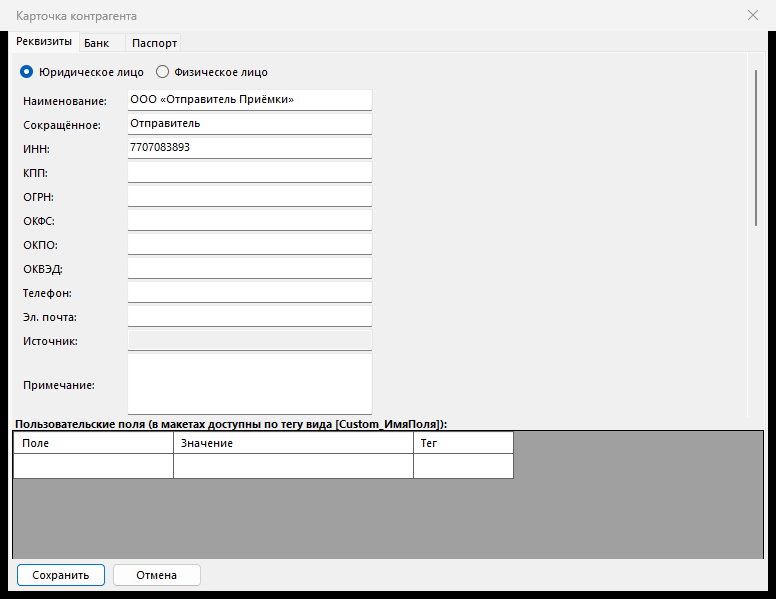 Карточка контрагента
Реквизиты Банк Паспорт
Юридическое лицо Физическое лицо
Наименование: ООО «Отправитель Приёмки»
Сокращённое: Отправитель
ИНН: 7707083893
КПП:
ОГРН:
ОКФС:
ОКПО:
ОКВЭД:
Телефон:
Эл. почта:
Источник:
Примечание:
Пользовательские поля (в макетах доступны по тегу вида [Custom_ИмяПоля]):
Поле Значение Тег
Сохранить Отмена